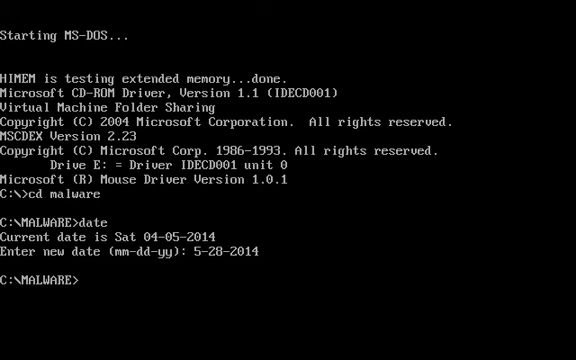 Starting MS-DOS...
HIMEM is testing extended memory...done.
Microsoft CD-ROM Driver, Version 1.1 (IDECD001)
Virtual Machine Folder Sharing
Copyright (C) 2004 Microsoft Corporation.  All rights reserved.
MSCDEX Version 2.23
Copyright (C) Microsoft Corp. 1986-1993. All rights reserved.
       Drive E: = Driver IDECD001 unit 0
Microsoft (R) Mouse Driver Version 1.0.1
C:\>cd malware
C:\MALWARE>date
Current date is Sat 04-05-2014
Enter new date (mm-dd-yy): 5-28-2014
C:\MALWARE>